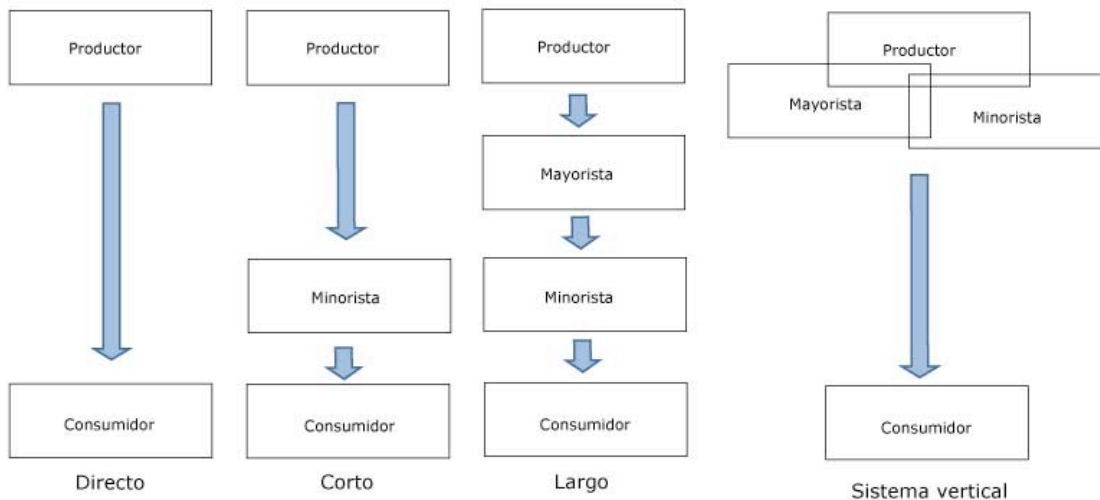 Productor
Consumidor
Directo
Productor
Minorista
Consumidor
Corto
Productor
Mayorista
Minorista
Consumidor
Largo
Productor
Mayorista
Minorista
Consumidor
Sistema vertical